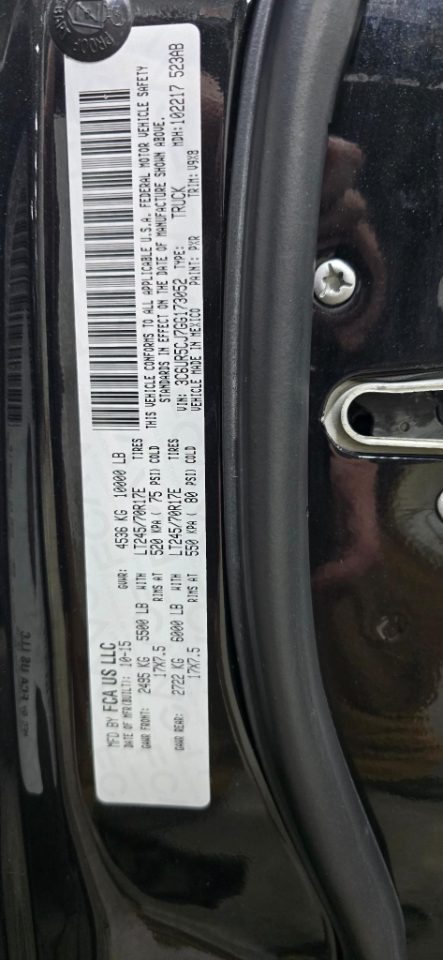 MFD BY FCA US LLC
DATE OF MFR(BUILT): 10-15 GVWR: 4536 KG 10000 LB
GAWR FRONT: 2495 KG 5500 LB WITH LT245/70R17E TIRES
17X7.5 RIMS AT 520 KPA ( 75 PSI) COLD
GAWR REAR: 2722 KG 6000 LB WITH LT245/70R17E TIRES
17X7.5 RIMS AT 550 KPA ( 80 PSI) COLD
THIS VEHICLE CONFORMS TO ALL APPLICABLE U.S.A. FEDERAL MOTOR VEHICLE SAFETY
STANDARDS IN EFFECT ON THE DATE OF MANUFACTURE SHOWN ABOVE.
VIN: 3C6UR5CJ7GG173052 TYPE: TRUCK MDH:102217 523AB
VEHICLE MADE IN MEXICO PAINT: PXR TRIM: V9X8